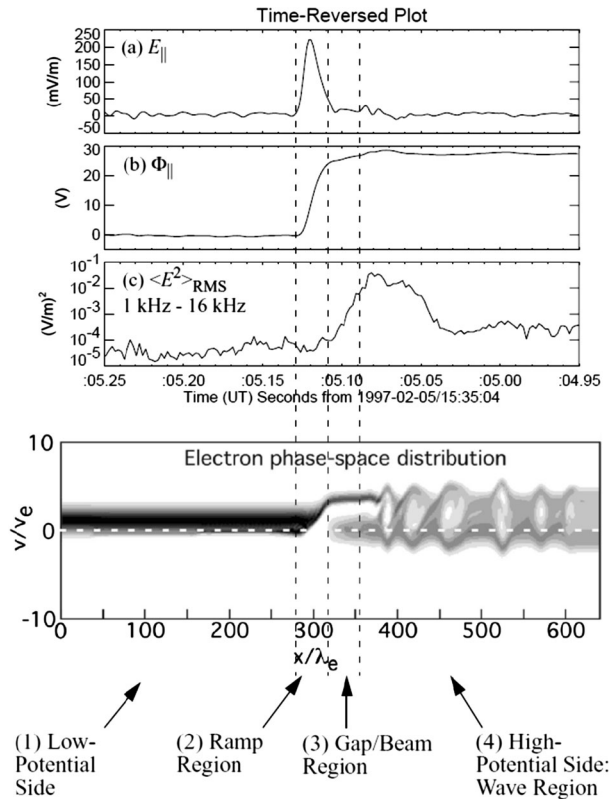 Time-Reversed Plot
(a) E||
(mV/m)
250
200
150
100
50
0
-50
(b) Φ||
(V)
30
20
10
0
(c) <E²>RMS
1 kHz - 16 kHz
(V/m)²
10⁻¹
10⁻²
10⁻³
10⁻⁴
10⁻⁵
:05.25 :05.20 :05.15 :05.10 :05.05 :05.00 :04.95
Time (UT) Seconds from 1997-02-05/15:35:04
Electron phase-space distribution
v/ve
10
0
-10
0 100 200 300 400 500 600
x/λe
(1) Low-
Potential
Side
(2) Ramp
Region
(3) Gap/Beam
Region
(4) High-
Potential Side:
Wave Region